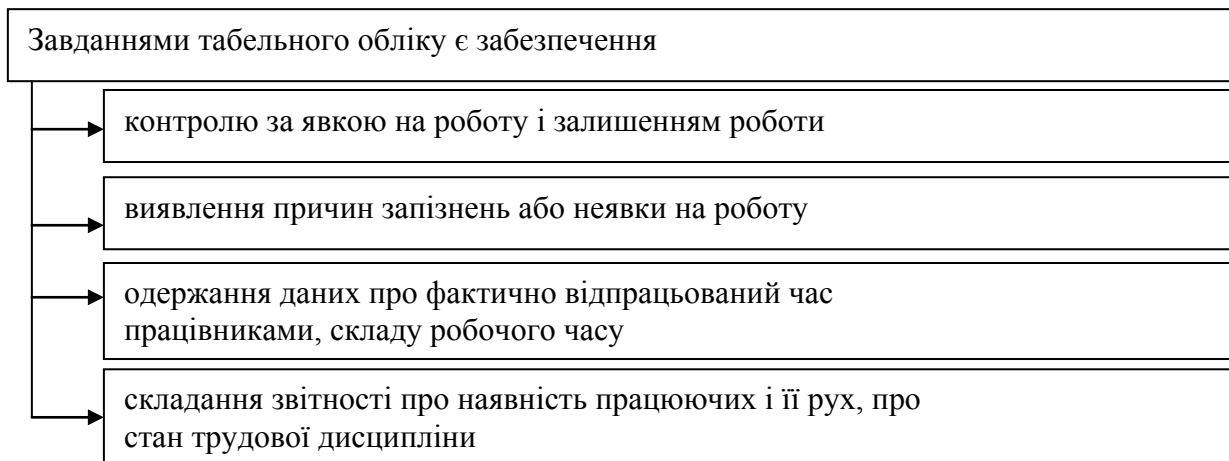 Завданнями табельного обліку є забезпечення
контролю за явкою на роботу і залишенням роботи
виявлення причин запізнень або неявки на роботу
одержання даних про фактично відпрацьований час
працівниками, складу робочого часу
складання звітності про наявність працюючих і її рух, про
стан трудової дисципліни